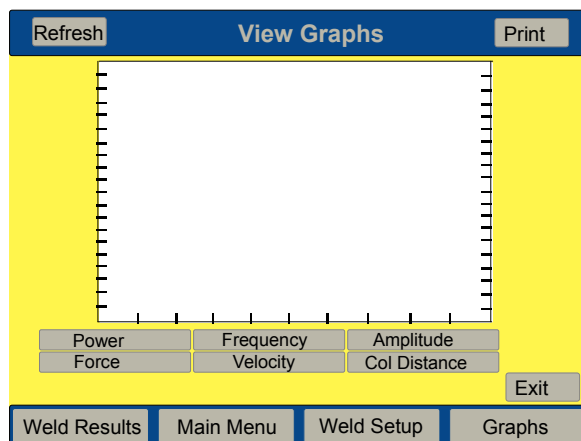 Refresh View Graphs Print
Power Frequency Amplitude
Force Velocity Col Distance
Exit
Weld Results Main Menu Weld Setup Graphs